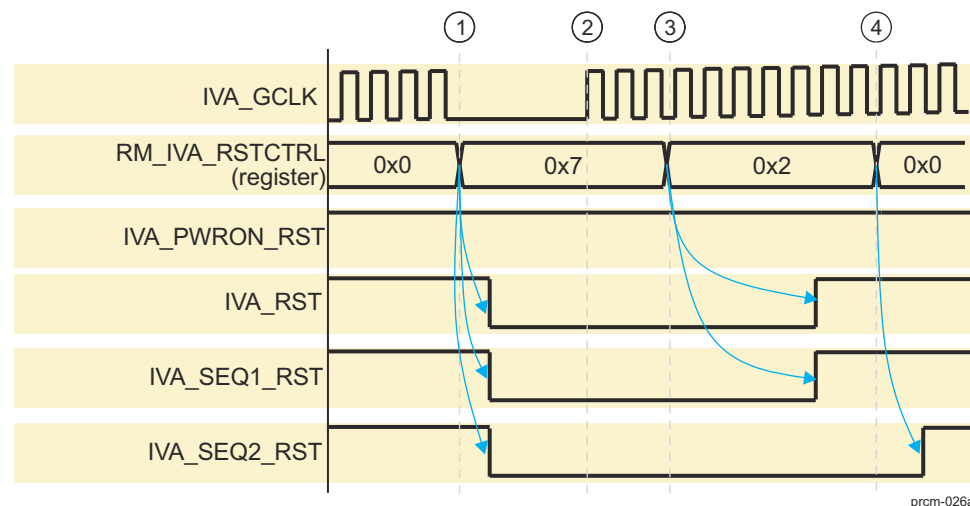 1 2 3 4
IVA_GCLK
RM_IVA_RSTCTRL
(register)
0x0 0x7 0x2 0x0
IVA_PWRON_RST
IVA_RST
IVA_SEQ1_RST
IVA_SEQ2_RST
prcm-026a